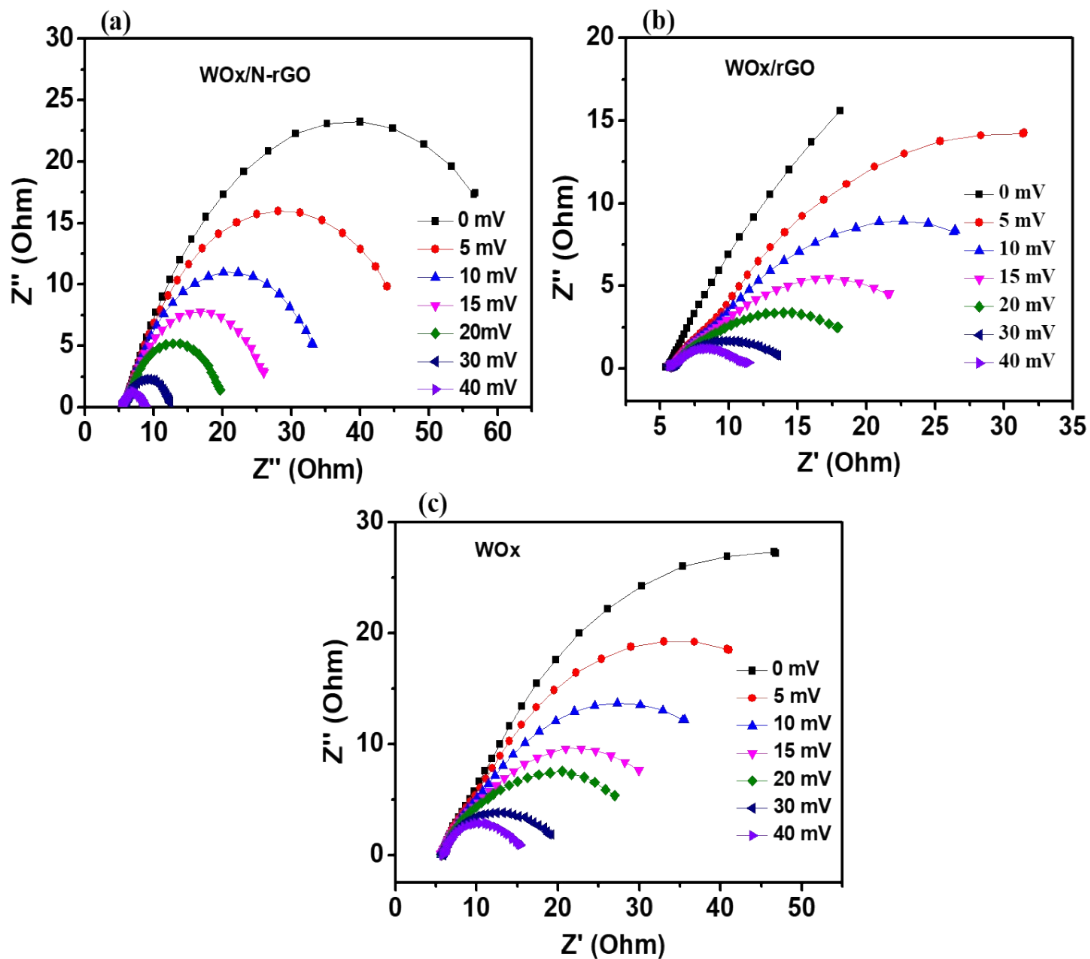 (a)
30
25
20
15
10
5
0
Z'' (Ohm)
WOx/N-rGO
0 mV
5 mV
10 mV
15 mV
20mV
30 mV
40 mV
0 10 20 30 40 50 60
Z'' (Ohm)
(b)
20
15
10
5
0
Z'' (Ohm)
WOx/rGO
0 mV
5 mV
10 mV
15 mV
20 mV
30 mV
40 mV
5 10 15 20 25 30 35
Z' (Ohm)
(c)
30
20
10
0
Z'' (Ohm)
WOx
0 mV
5 mV
10 mV
15 mV
20 mV
30 mV
40 mV
0 10 20 30 40 50
Z' (Ohm)